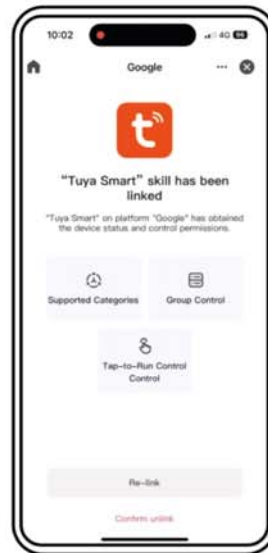 10:02
4G 66
Google
"Tuya Smart" skill has been
linked
"Tuya Smart" on platform "Google" has obtained
the device status and control permissions.
Supported Categories
Group Control
Tap-to-Run Control
Control
Re-link
Confirm unlink